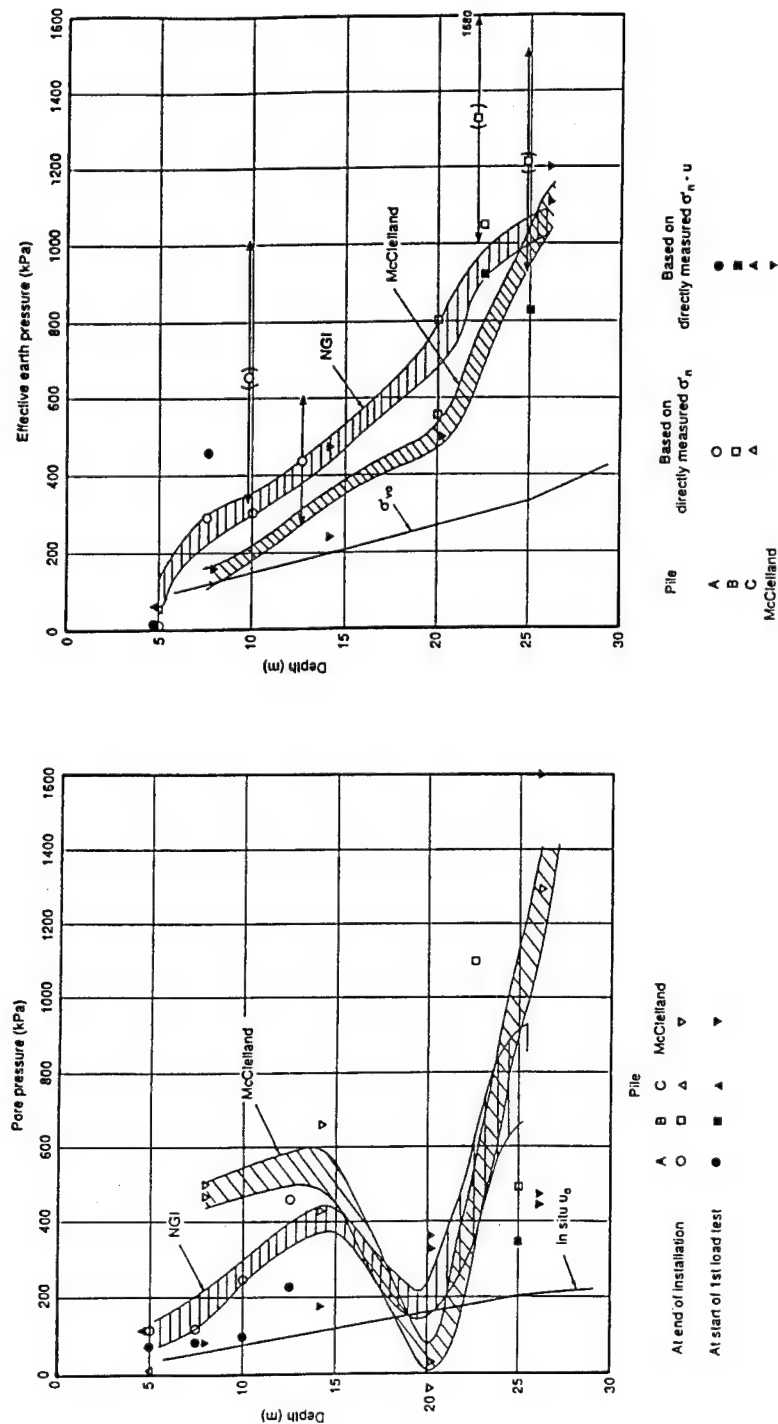 Pore pressure (kPa)
0 200 400 600 800 1000 1200 1400 1600
0
5
10
15
20
25
30
Depth (m)
NGI
McClelland
In situ u0
Pile
A B C McClelland
At end of installation
At start of 1st load test
Effective earth pressure (kPa)
0 200 400 600 800 1000 1200 1400 1600
0
5
10
15
20
25
30
Depth (m)
NGI
McClelland
σ'vo
1680
( )
( )
( )
Pile
A
B
C
McClelland
Based on
directly measured σ'n
Based on
directly measured σn - u